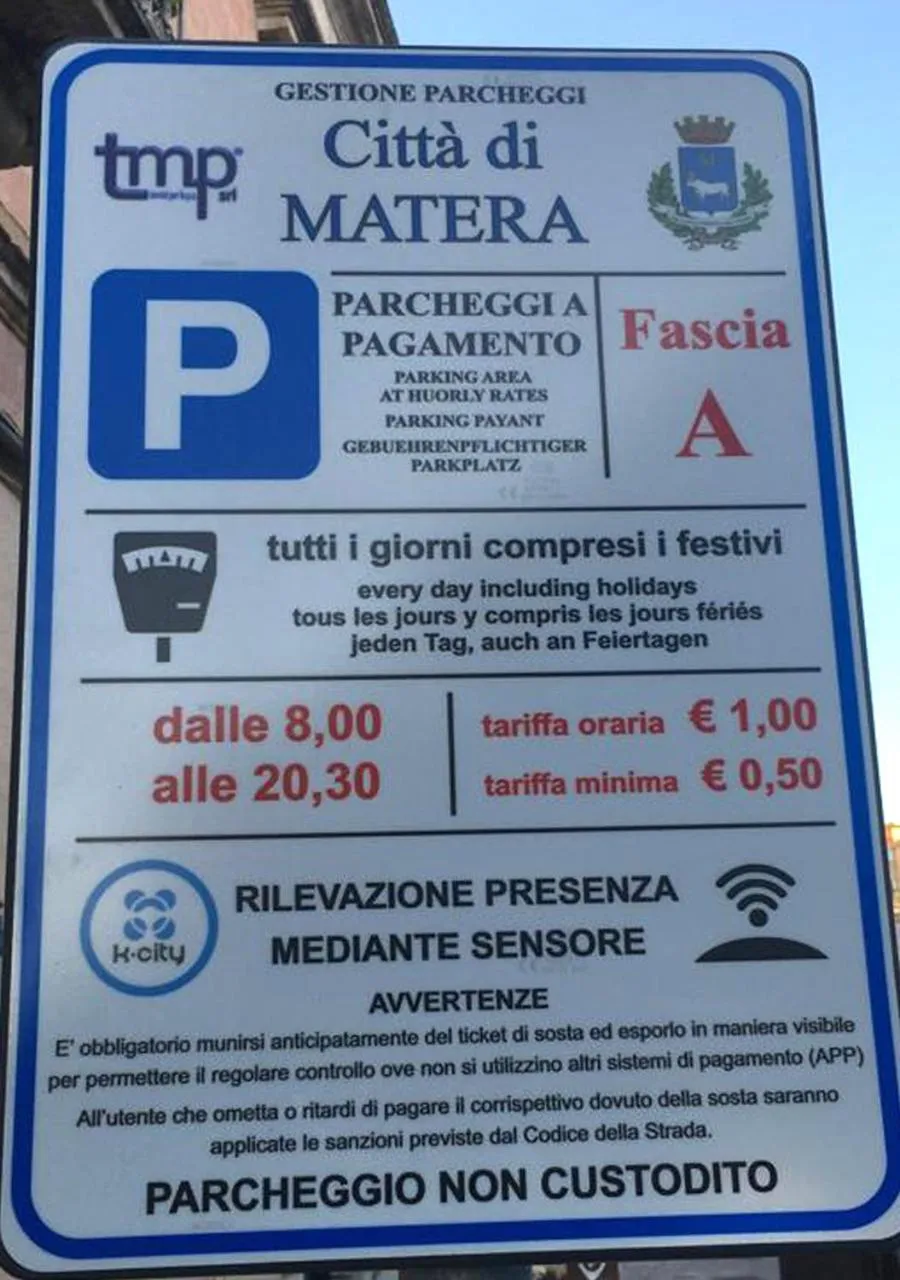 GESTIONE PARCHEGGI
tmp
srl
Città di
MATERA
P
PARCHEGGI A
PAGAMENTO
PARKING AREA
AT HUORLY RATES
PARKING PAYANT
GEBUEHRENPFLICHTIGER
PARKPLATZ
Fascia
A
tutti i giorni compresi i festivi
every day including holidays
tous les jours y compris les jours fériés
jeden Tag, auch an Feiertagen
dalle 8,00
alle 20,30
tariffa oraria € 1,00
tariffa minima € 0,50
k·city
RILEVAZIONE PRESENZA
MEDIANTE SENSORE
AVVERTENZE
E' obbligatorio munirsi anticipatamente del ticket di sosta ed esporlo in maniera visibile
per permettere il regolare controllo ove non si utilizzino altri sistemi di pagamento (APP)
All'utente che ometta o ritardi di pagare il corrispettivo dovuto della sosta saranno
applicate le sanzioni previste dal Codice della Strada.
PARCHEGGIO NON CUSTODITO